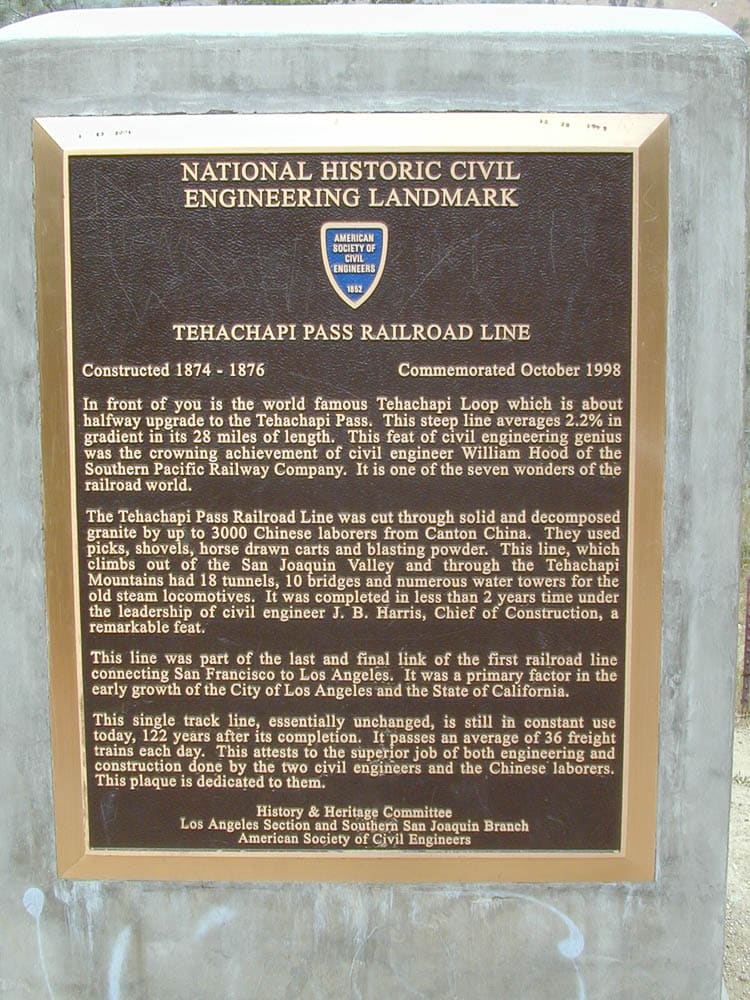 NATIONAL HISTORIC CIVIL
ENGINEERING LANDMARK
AMERICAN
SOCIETY OF
CIVIL
ENGINEERS
1852
TEHACHAPI PASS RAILROAD LINE
Constructed 1874 - 1876 Commemorated October 1998
In front of you is the world famous Tehachapi Loop which is about
halfway upgrade to the Tehachapi Pass. This steep line averages 2.2% in
gradient in its 28 miles of length. This feat of civil engineering genius
was the crowning achievement of civil engineer William Hood of the
Southern Pacific Railway Company. It is one of the seven wonders of the
railroad world.
The Tehachapi Pass Railroad Line was cut through solid and decomposed
granite by up to 3000 Chinese laborers from Canton China. They used
picks, shovels, horse drawn carts and blasting powder. This line, which
climbs out of the San Joaquin Valley and through the Tehachapi
Mountains had 18 tunnels, 10 bridges and numerous water towers for the
old steam locomotives. It was completed in less than 2 years time under
the leadership of civil engineer J. B. Harris, Chief of Construction, a
remarkable feat.
This line was part of the last and final link of the first railroad line
connecting San Francisco to Los Angeles. It was a primary factor in the
early growth of the City of Los Angeles and the State of California.
This single track line, essentially unchanged, is still in constant use
today, 122 years after its completion. It passes an average of 36 freight
trains each day. This attests to the superior job of both engineering and
construction done by the two civil engineers and the Chinese laborers.
This plaque is dedicated to them.
History & Heritage Committee
Los Angeles Section and Southern San Joaquin Branch
American Society of Civil Engineers